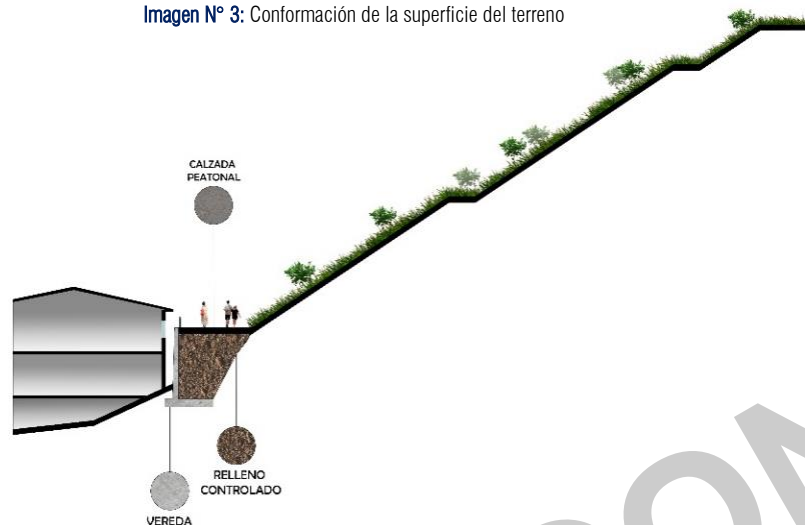 Imagen N° 3: Conformación de la superficie del terreno
CALZADA
PEATONAL
RELLENO
CONTROLADO
VEREDA